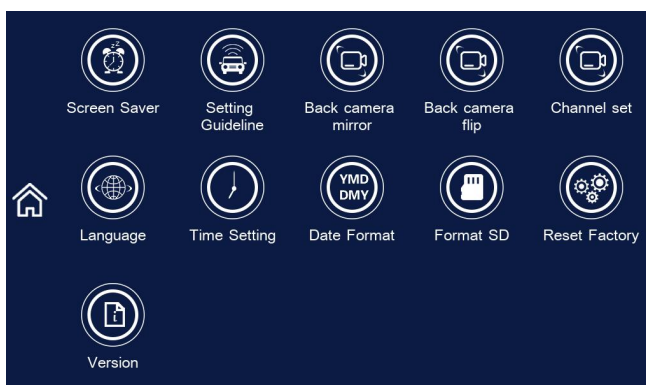 Screen Saver
Setting
Guideline
Back camera
mirror
Back camera
flip
Channel set
Language
Time Setting
YMD
DMY
Date Format
Format SD
Reset Factory
Version